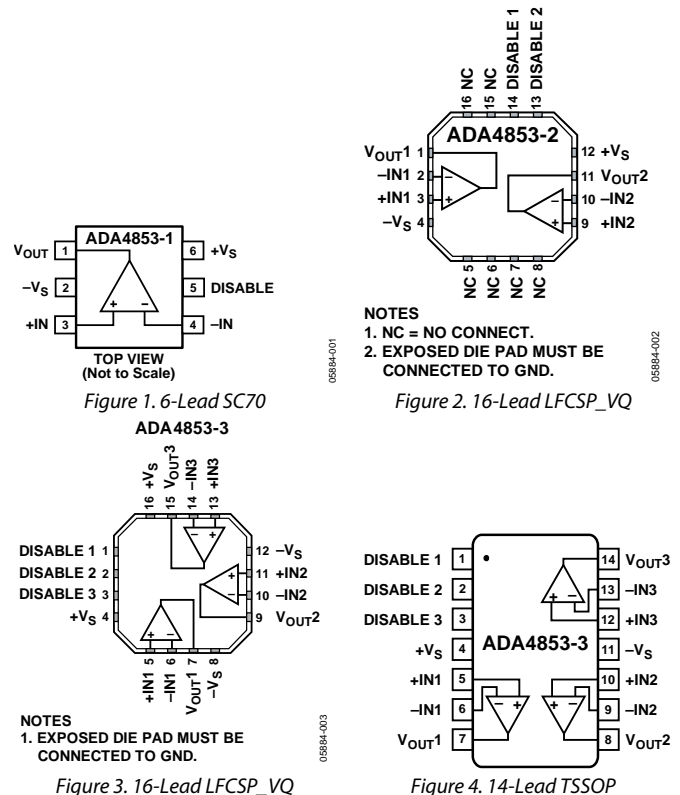 ADA4853-1
VOUT 1
–VS 2
+IN 3
6 +VS
5 DISABLE
4 –IN
+ –
TOP VIEW
(Not to Scale)
05884-001
Figure 1. 6-Lead SC70
16 NC
15 NC
14 DISABLE 1
13 DISABLE 2
ADA4853-2
VOUT1 1
–IN1 2
+IN1 3
–VS 4
12 +VS
11 VOUT2
10 –IN2
9 +IN2
–
+
–
+
NC 5
NC 6
NC 7
NC 8
NOTES
1. NC = NO CONNECT.
2. EXPOSED DIE PAD MUST BE
CONNECTED TO GND.
05884-002
Figure 2. 16-Lead LFCSP_VQ
ADA4853-3
16 +VS
15 VOUT3
14 –IN3
13 +IN3
DISABLE 1 1
DISABLE 2 2
DISABLE 3 3
+VS 4
12 –VS
11 +IN2
10 –IN2
9 VOUT2
– +
+
–
+ –
+IN1 5
–IN1 6
VOUT1 7
–VS 8
NOTES
1. EXPOSED DIE PAD MUST BE
CONNECTED TO GND.
05884-003
Figure 3. 16-Lead LFCSP_VQ
DISABLE 1 1
DISABLE 2 2
DISABLE 3 3
+VS 4
+IN1 5
–IN1 6
VOUT1 7
ADA4853-3
14 VOUT3
13 –IN3
12 +IN3
11 –VS
10 +IN2
9 –IN2
8 VOUT2
+ –
– +
+ –
Figure 4. 14-Lead TSSOP